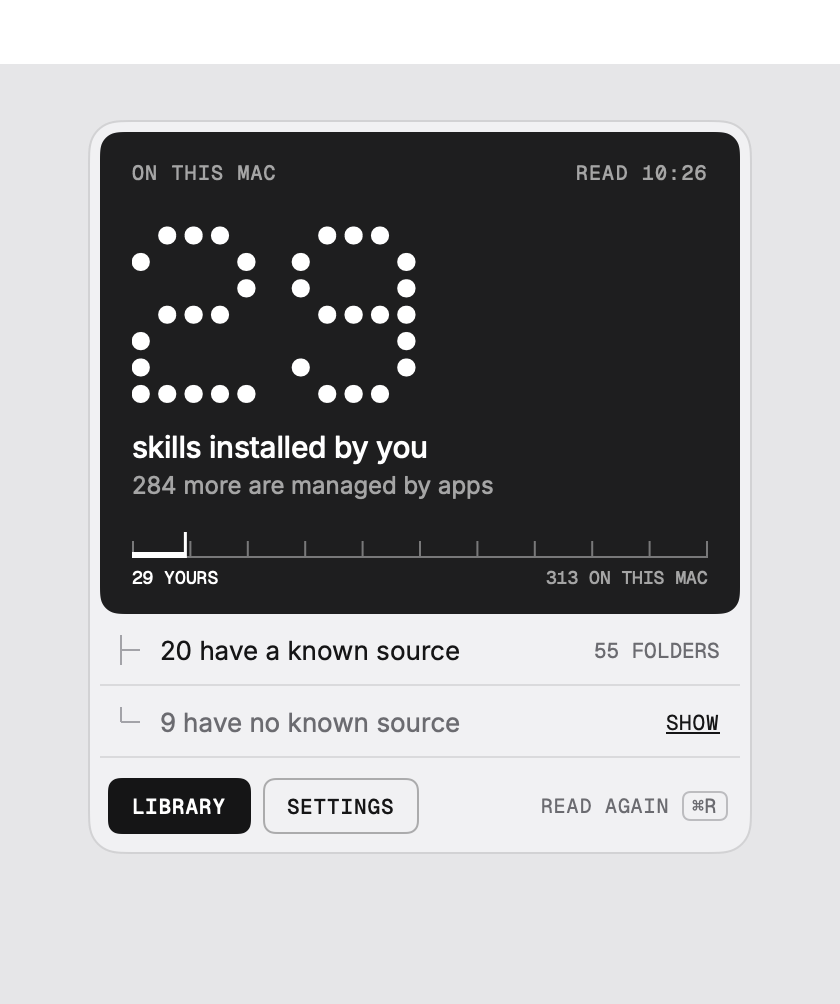 ON THIS MAC
READ 10:26
29
skills installed by you
284 more are managed by apps
29 YOURS
313 ON THIS MAC
20 have a known source
55 FOLDERS
9 have no known source
SHOW
LIBRARY
SETTINGS
READ AGAIN ⌘R